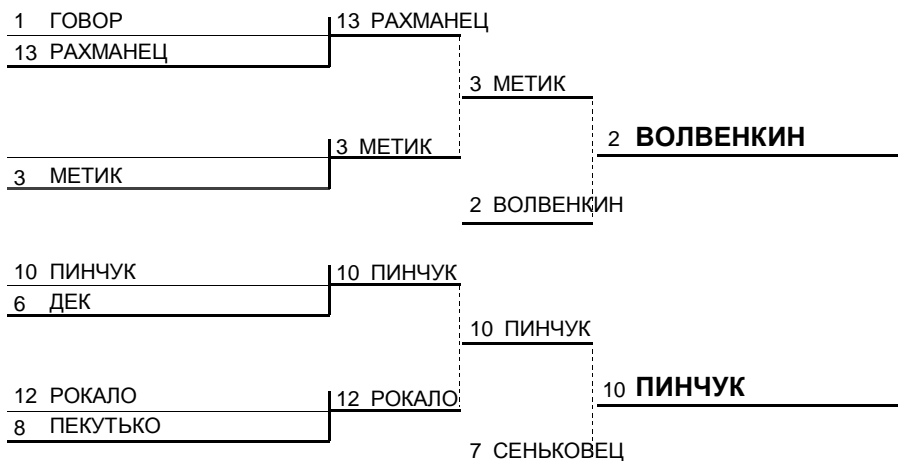 1 ГОВОР
13 РАХМАНЕЦ
13 РАХМАНЕЦ
3 МЕТИК
3 МЕТИК
2 ВОЛВЕНКИН
3 МЕТИК
2 ВОЛВЕНКИН
10 ПИНЧУК
10 ПИНЧУК
6 ДЕК
10 ПИНЧУК
10 ПИНЧУК
12 РОКАЛО
12 РОКАЛО
8 ПЕКУТЬКО
7 СЕНЬКОВЕЦ